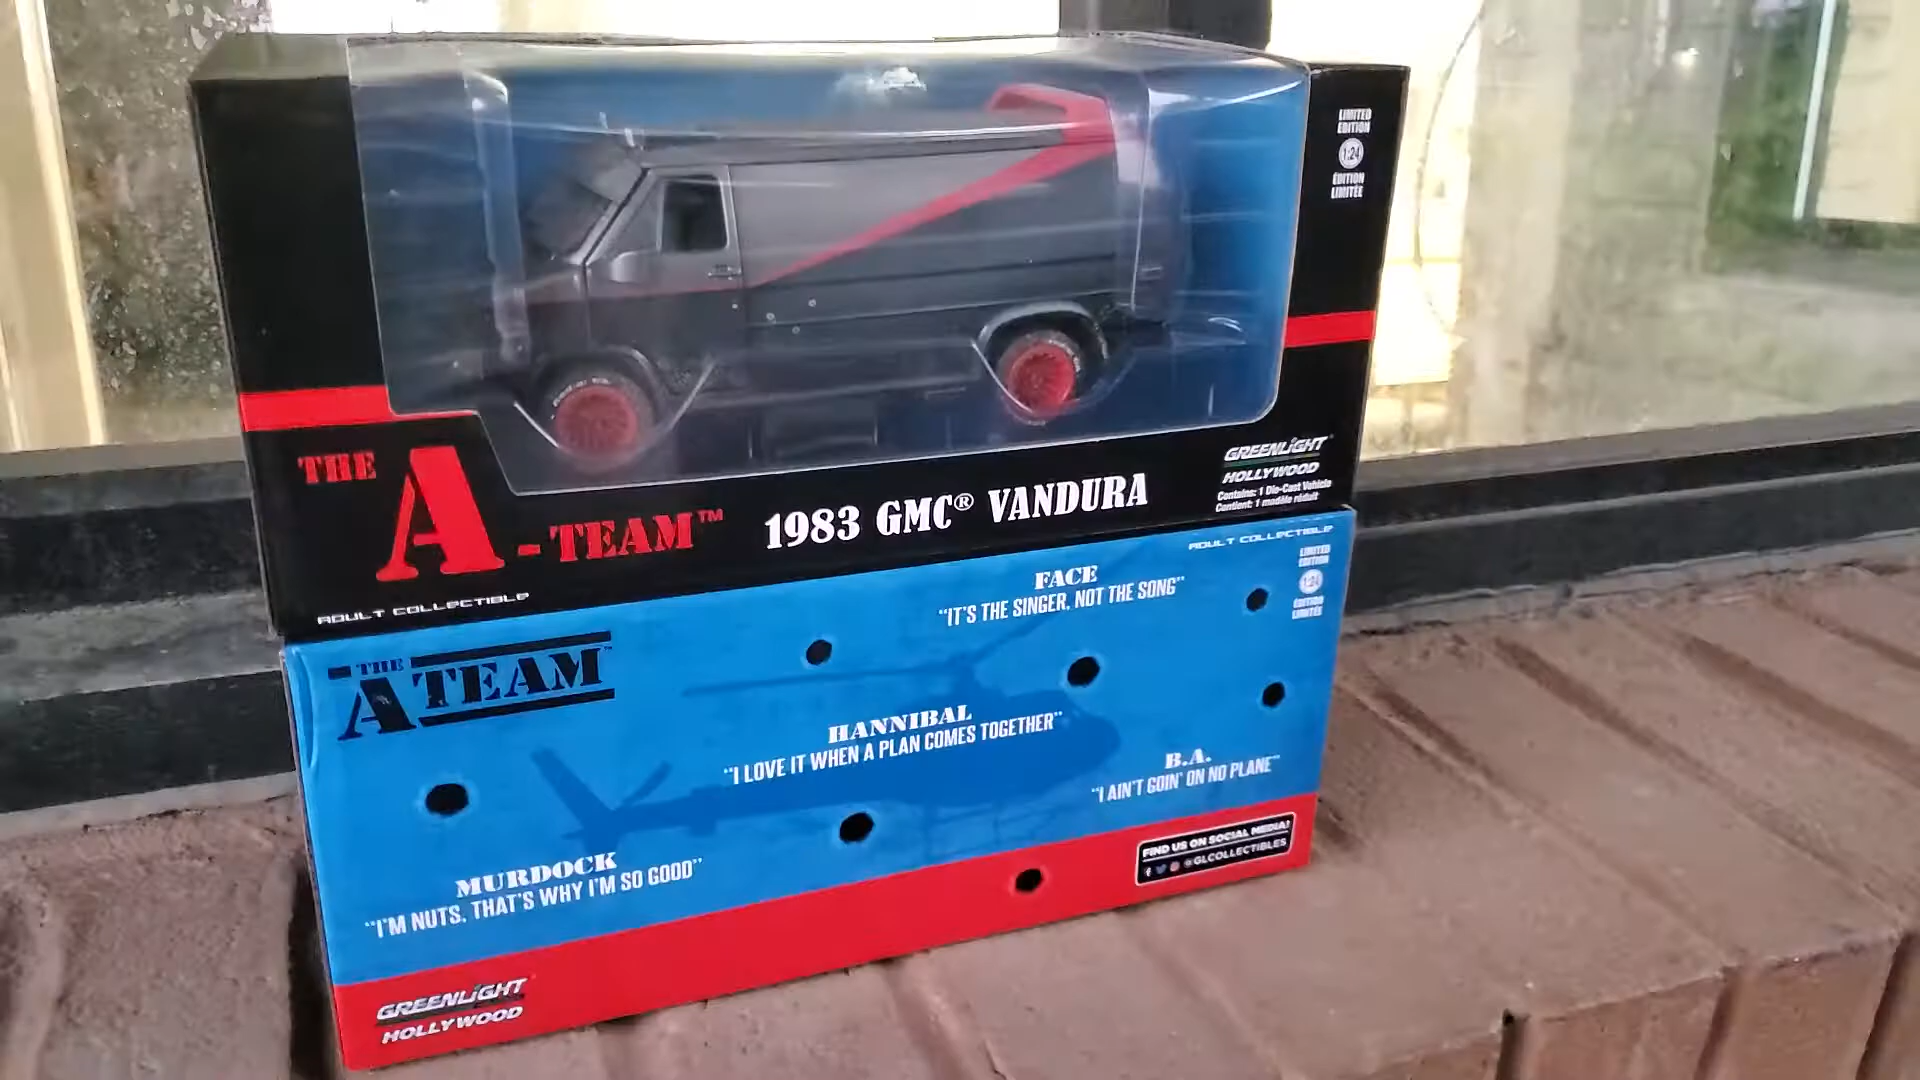 LIMITED
EDITION
1:24
ÉDITION
LIMITÉE
THE
A-TEAM™
1983 GMC® VANDURA
GREENLiGHT
HOLLYWOOD
Contains: 1 Die-Cast Vehicle
Contient: 1 modèle réduit
ADULT COLLECTIBLE
ADULT COLLECTIBLE
LIMITED
EDITION
1:24
ÉDITION
LIMITÉE
FACE
"IT'S THE SINGER, NOT THE SONG"
THE
A TEAM™
HANNIBAL
"I LOVE IT WHEN A PLAN COMES TOGETHER"
B.A.
"I AIN'T GOIN' ON NO PLANE"
MURDOCK
"I'M NUTS, THAT'S WHY I'M SO GOOD"
FIND US ON SOCIAL MEDIA!
@GLCOLLECTIBLES
GREENLiGHT
HOLLYWOOD